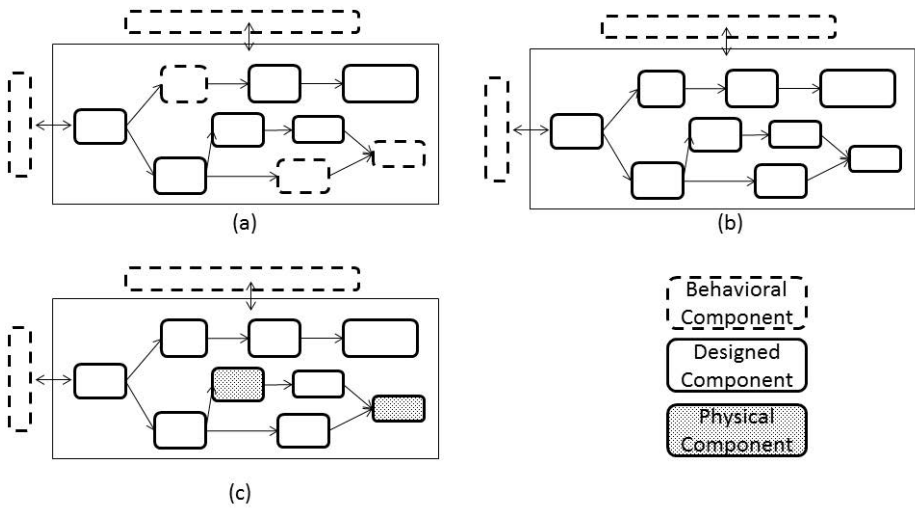 (a)
(b)
(c)
Behavioral
Component
Designed
Component
Physical
Component